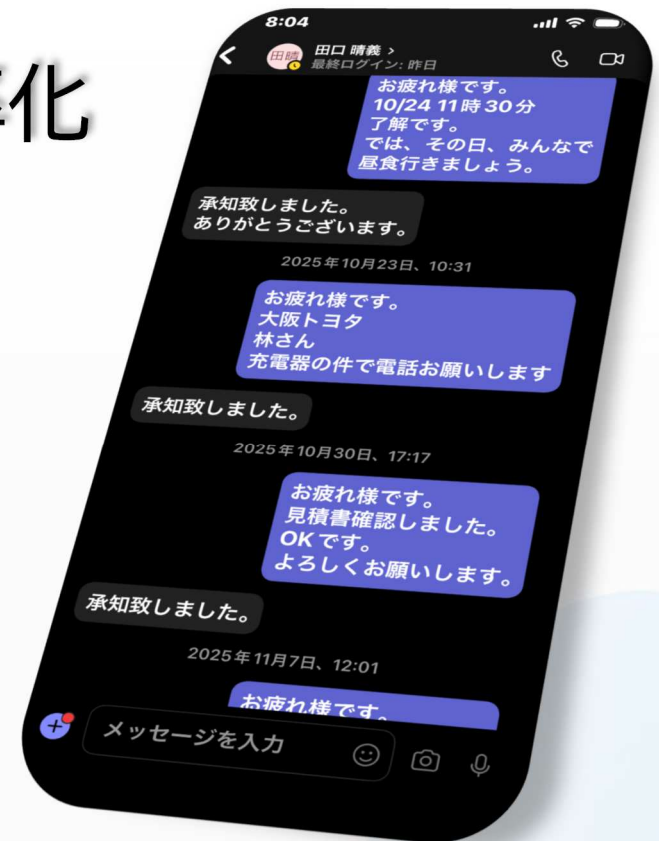 化
8:04
田晴
田口 晴義 >
最終ログイン: 昨日
お疲れ様です。
10/24 11時30分
了解です。
では、その日、みんなで
昼食行きましょう。
承知致しました。
ありがとうございます。
2025年10月23日、10:31
お疲れ様です。
大阪トヨタ
林さん
充電器の件で電話お願いします
承知致しました。
2025年10月30日、17:17
お疲れ様です。
見積書確認しました。
OKです。
よろしくお願いします。
承知致しました。
2025年11月7日、12:01
お疲れ様です。
メッセージを入力